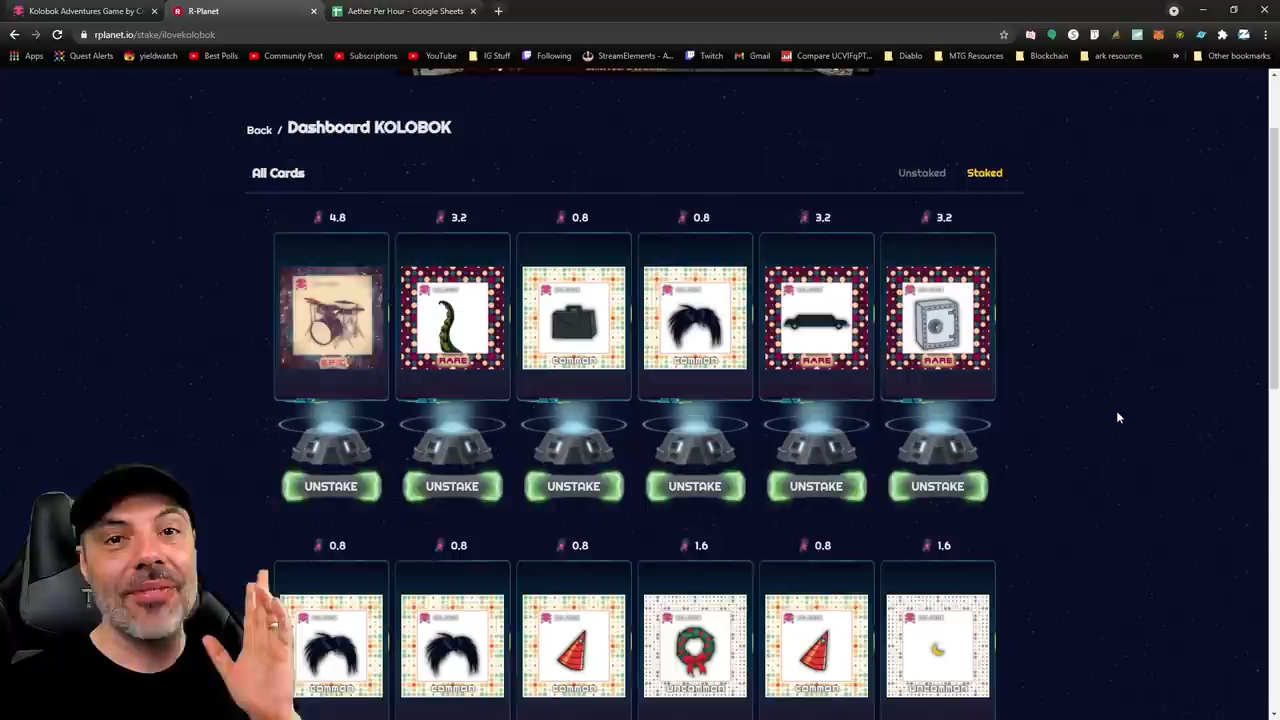 Kolobok Adventures Game by C
R-Planet
Aether Per Hour - Google Sheets
rplanet.io/stake/ilovekolobok
Apps
Quest Alerts
yieldwatch
Best Polls
Community Post
Subscriptions
YouTube
IG Stuff
Following
StreamElements - A...
Twitch
Gmail
Compare UCVIFqPT...
Diablo
MTG Resources
Blockchain
ark resources
Other bookmarks
Back / Dashboard KOLOBOK
All Cards
Unstaked
Staked
4.8 3.2 0.8 0.8 3.2 3.2
EPIC RARE COMMON COMMON RARE RARE
UNSTAKE UNSTAKE UNSTAKE UNSTAKE UNSTAKE UNSTAKE
0.8 0.8 0.8 1.6 0.8 1.6
COMMON COMMON COMMON UNCOMMON COMMON UNCOMMON